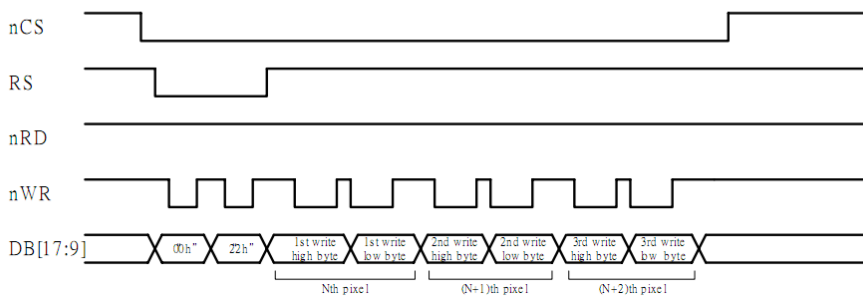 nCS
RS
nRD
nWR
DB[17:9]
"00h"
"22h"
1st write
high byte
1st write
low byte
2nd write
high byte
2nd write
low byte
3rd write
high byte
3rd write
low byte
Nth pixel
(N+1)th pixel
(N+2)th pixel